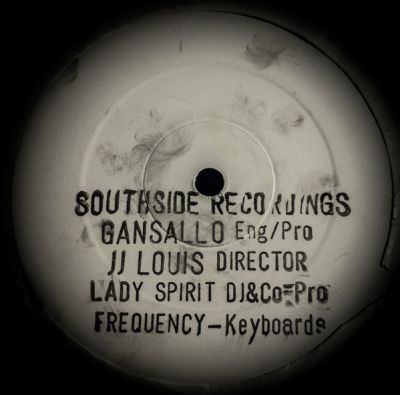 SOUTHSIDE RECORDINGS
GANSALLO Eng/Pro
JJ LOUIS DIRECTOR
LADY SPIRIT DJ&Co=Pro
FREQUENCY-Keyboards